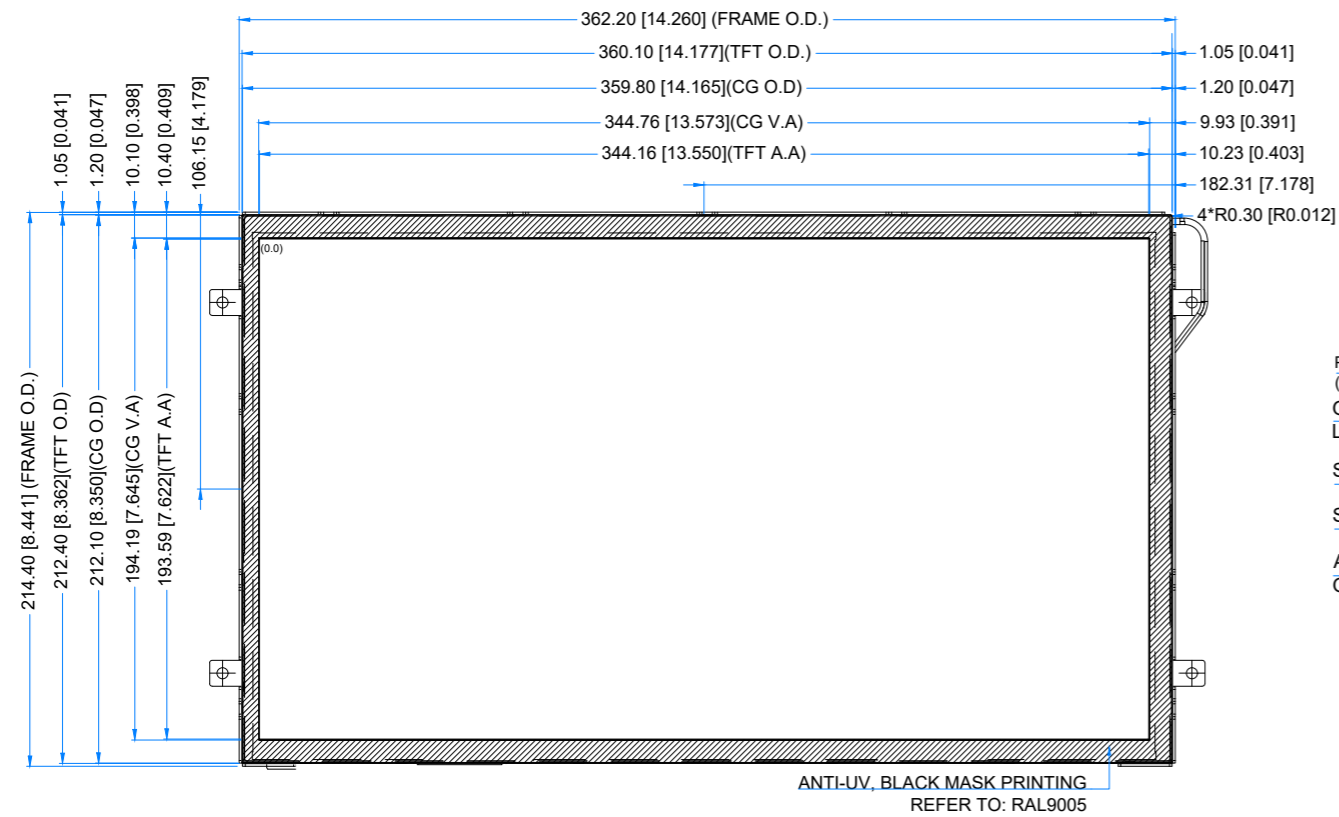 362.20 [14.260] (FRAME O.D.)
360.10 [14.177](TFT O.D.)
1.05 [0.041]
359.80 [14.165](CG O.D)
1.20 [0.047]
344.76 [13.573](CG V.A)
9.93 [0.391]
344.16 [13.550](TFT A.A)
10.23 [0.403]
182.31 [7.178]
4*R0.30 [R0.012]
1.05 [0.041]
1.20 [0.047]
10.10 [0.398]
10.40 [0.409]
106.15 [4.179]
(0.0)
214.40 [8.441] (FRAME O.D.)
212.40 [8.362](TFT O.D)
212.10 [8.350](CG O.D)
194.19 [7.645](CG V.A)
193.59 [7.622](TFT A.A)
ANTI-UV, BLACK MASK PRINTING
REFER TO: RAL9005